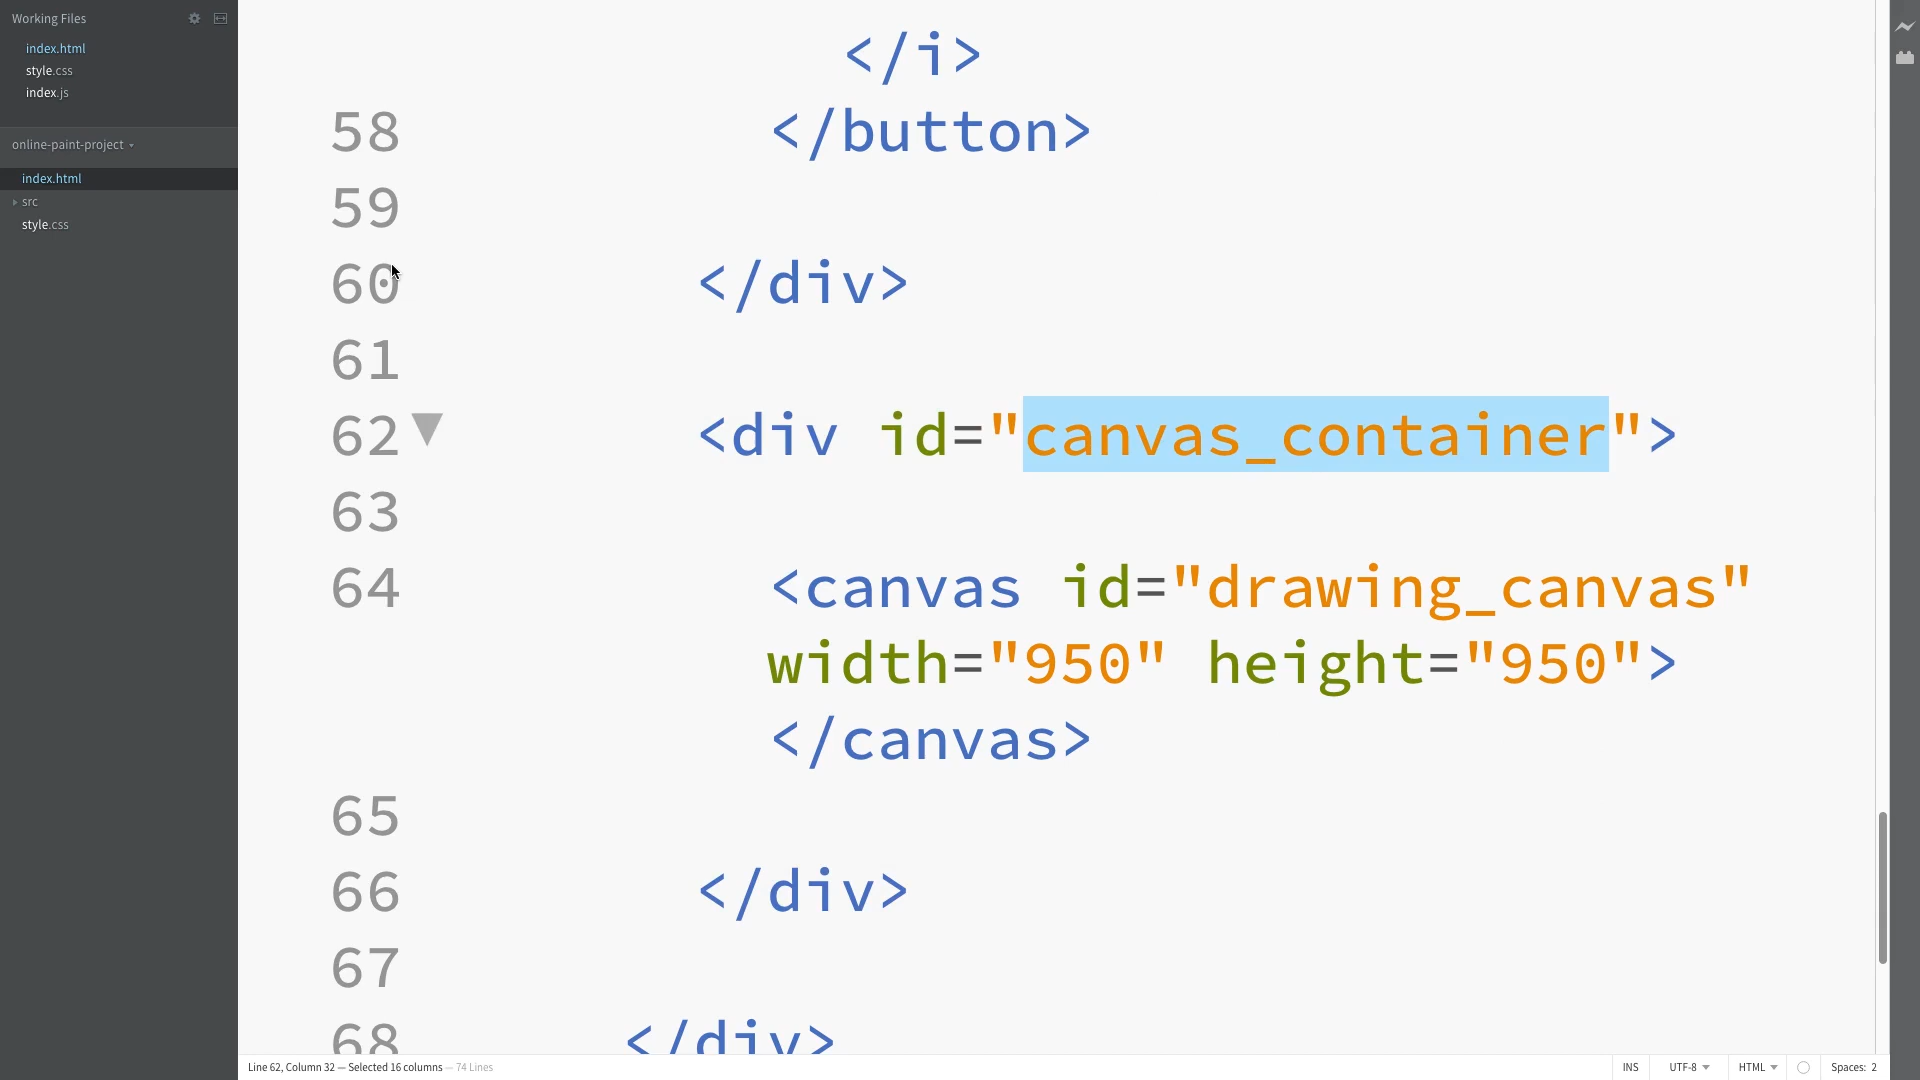 Working Files
index.html
style.css
index.js
online-paint-project
index.html
src
style.css
</i>
58 </button>
59
60 </div>
61
62 <div id="canvas_container">
63
64 <canvas id="drawing_canvas"
width="950" height="950">
</canvas>
65
66 </div>
67
68 </div>
Line 62, Column 32 — Selected 16 columns — 74 Lines
INS UTF-8 HTML Spaces: 2